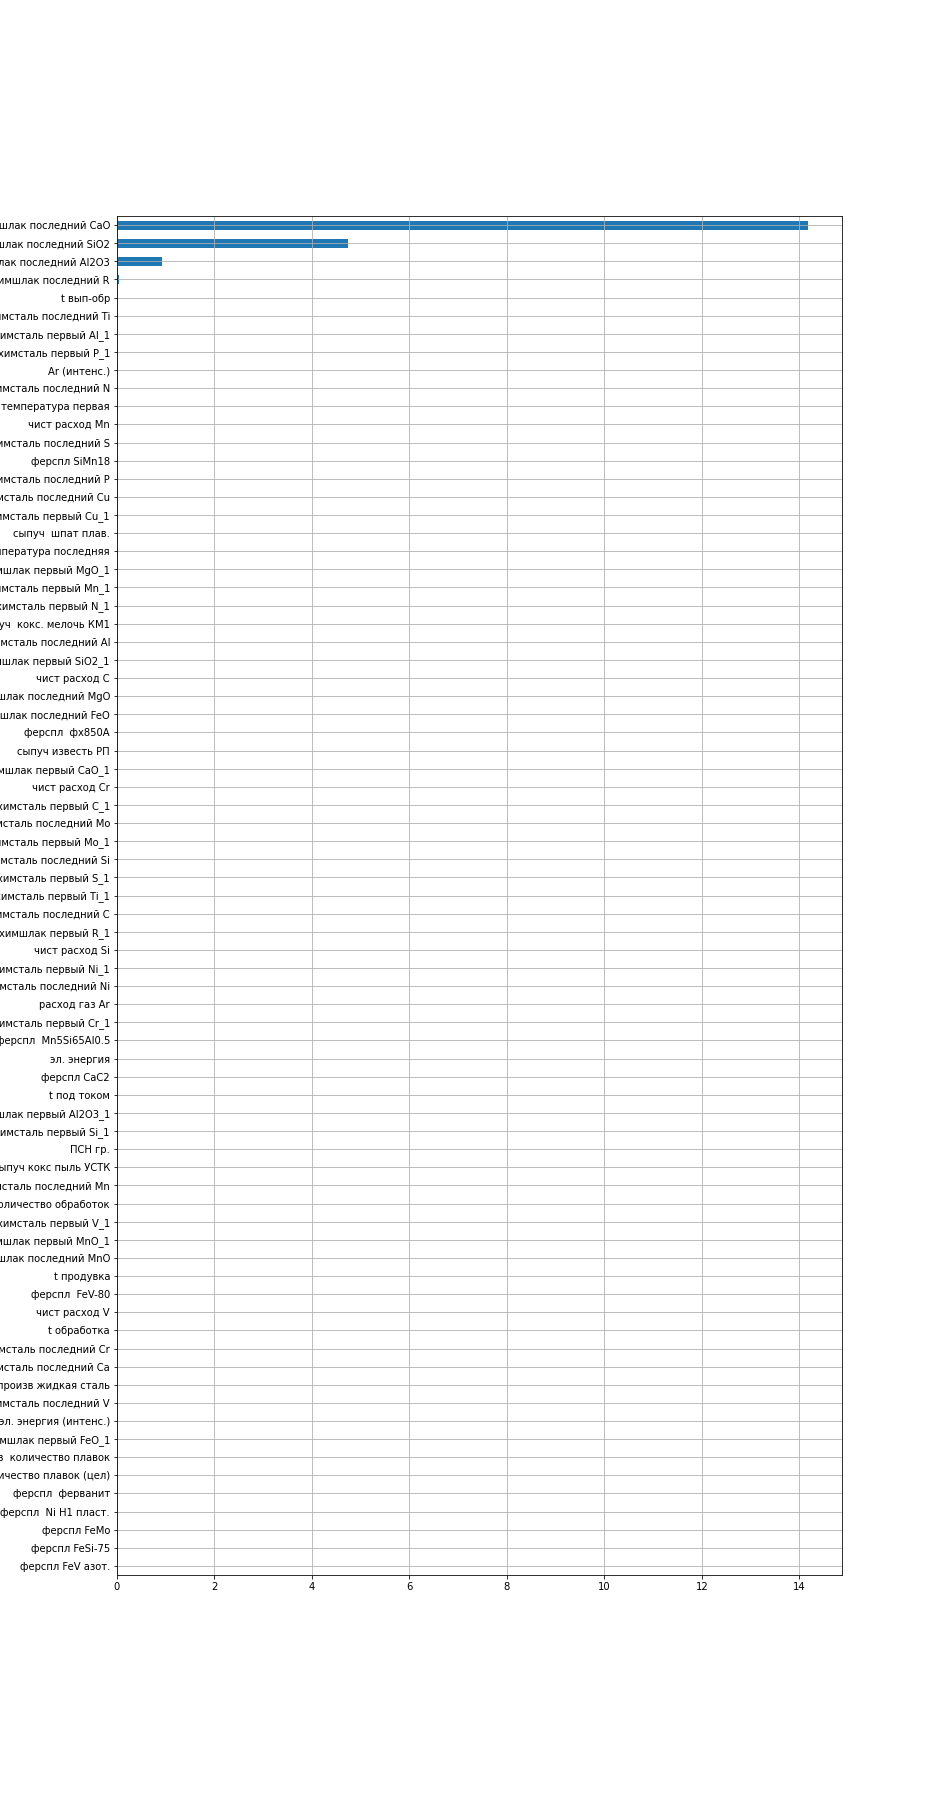 шлак последний CaO
шлак последний SiO2
лак последний Al2O3
имшлак последний R
t вып-обр
мсталь последний Ti
имсталь первый Al_1
химсталь первый P_1
Ar (интенс.)
имсталь последний N
температура первая
чист расход Mn
имсталь последний S
ферспл SiMn18
имсталь последний P
мсталь последний Cu
имсталь первый Cu_1
сыпуч шпат плав.
пература последняя
мшлак первый MgO_1
мсталь первый Mn_1
химсталь первый N_1
уч кокс. мелочь КМ1
мсталь последний Al
шлак первый SiO2_1
чист расход C
шлак последний MgO
шлак последний FeO
ферспл фх850А
сыпуч известь РП
мшлак первый CaO_1
чист расход Cr
химсталь первый C_1
мсталь последний Mo
мсталь первый Mo_1
мсталь последний Si
химсталь первый S_1
имсталь первый Ti_1
имсталь последний C
химшлак первый R_1
чист расход Si
имсталь первый Ni_1
мсталь последний Ni
расход газ Ar
имсталь первый Cr_1
ферспл Mn5Si65Al0.5
эл. энергия
ферспл CaC2
t под током
шлак первый Al2O3_1
имсталь первый Si_1
ПСН гр.
ыпуч кокс пыль УСТК
сталь последний Mn
оличество обработок
химсталь первый V_1
мшлак первый MnO_1
шлак последний MnO
t продувка
ферспл FeV-80
чист расход V
t обработка
мсталь последний Cr
мсталь последний Ca
произв жидкая сталь
имсталь последний V
эл. энергия (интенс.)
мшлак первый FeO_1
в количество плавок
ичество плавок (цел)
ферспл ферванит
ферспл Ni H1 пласт.
ферспл FeMo
ферспл FeSi-75
ферспл FeV азот.
0 2 4 6 8 10 12 14